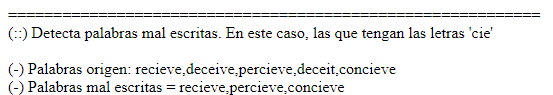 ============================================================
(::) Detecta palabras mal escritas. En este caso, las que tengan las letras 'cie'
(-) Palabras origen: recieve,deceive,percieve,deceit,concieve
(-) Palabras mal escritas = recieve,percieve,concieve